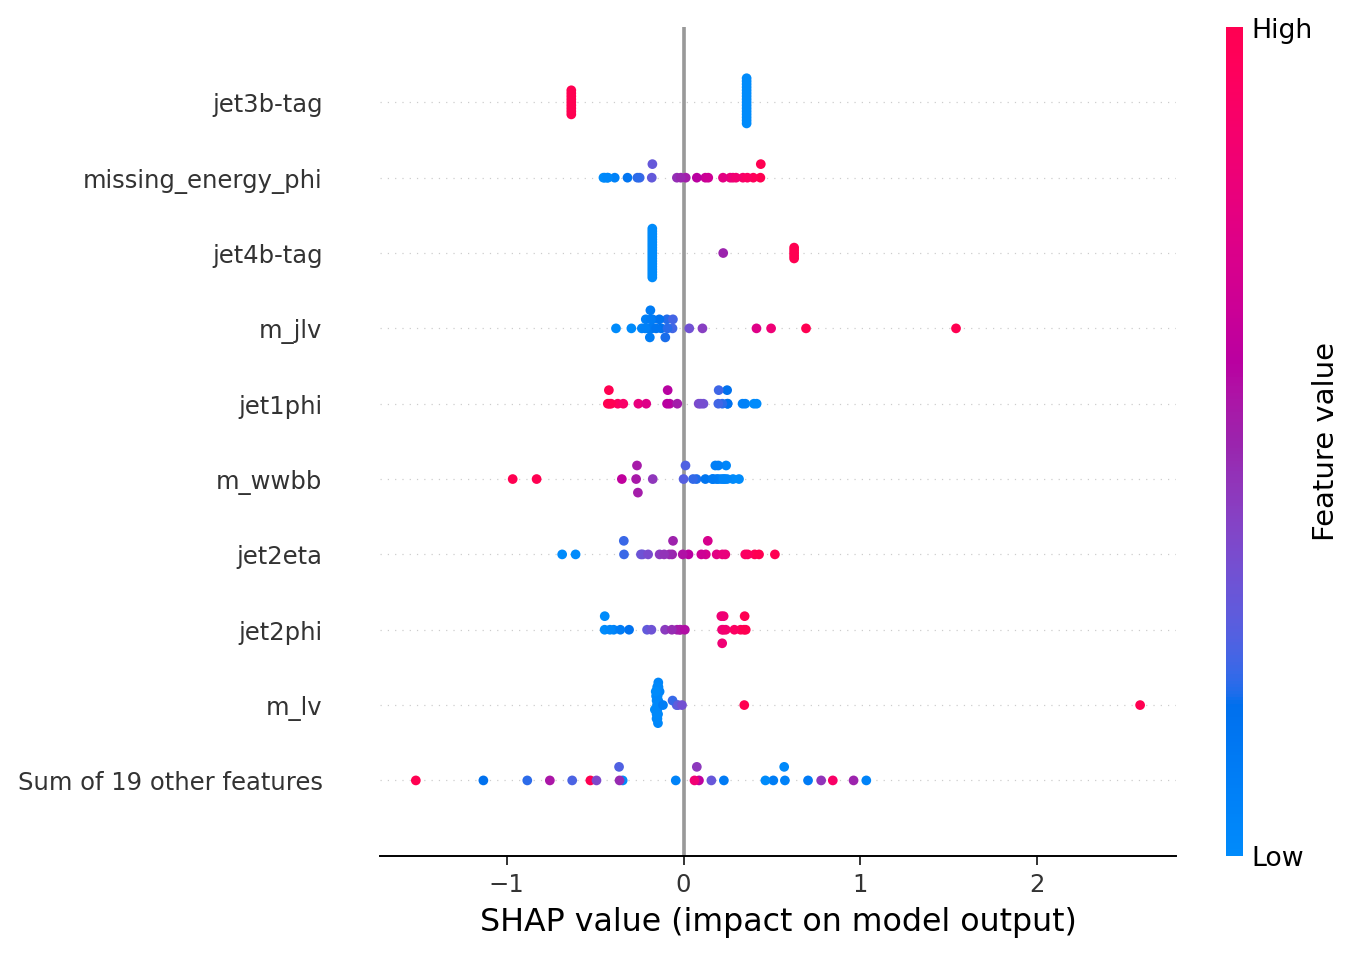 High
jet3b-tag
missing_energy_phi
jet4b-tag
m_jlv
jet1phi
m_wwbb
jet2eta
jet2phi
m_lv
Sum of 19 other features
Feature value
Low
−1 0 1 2
SHAP value (impact on model output)